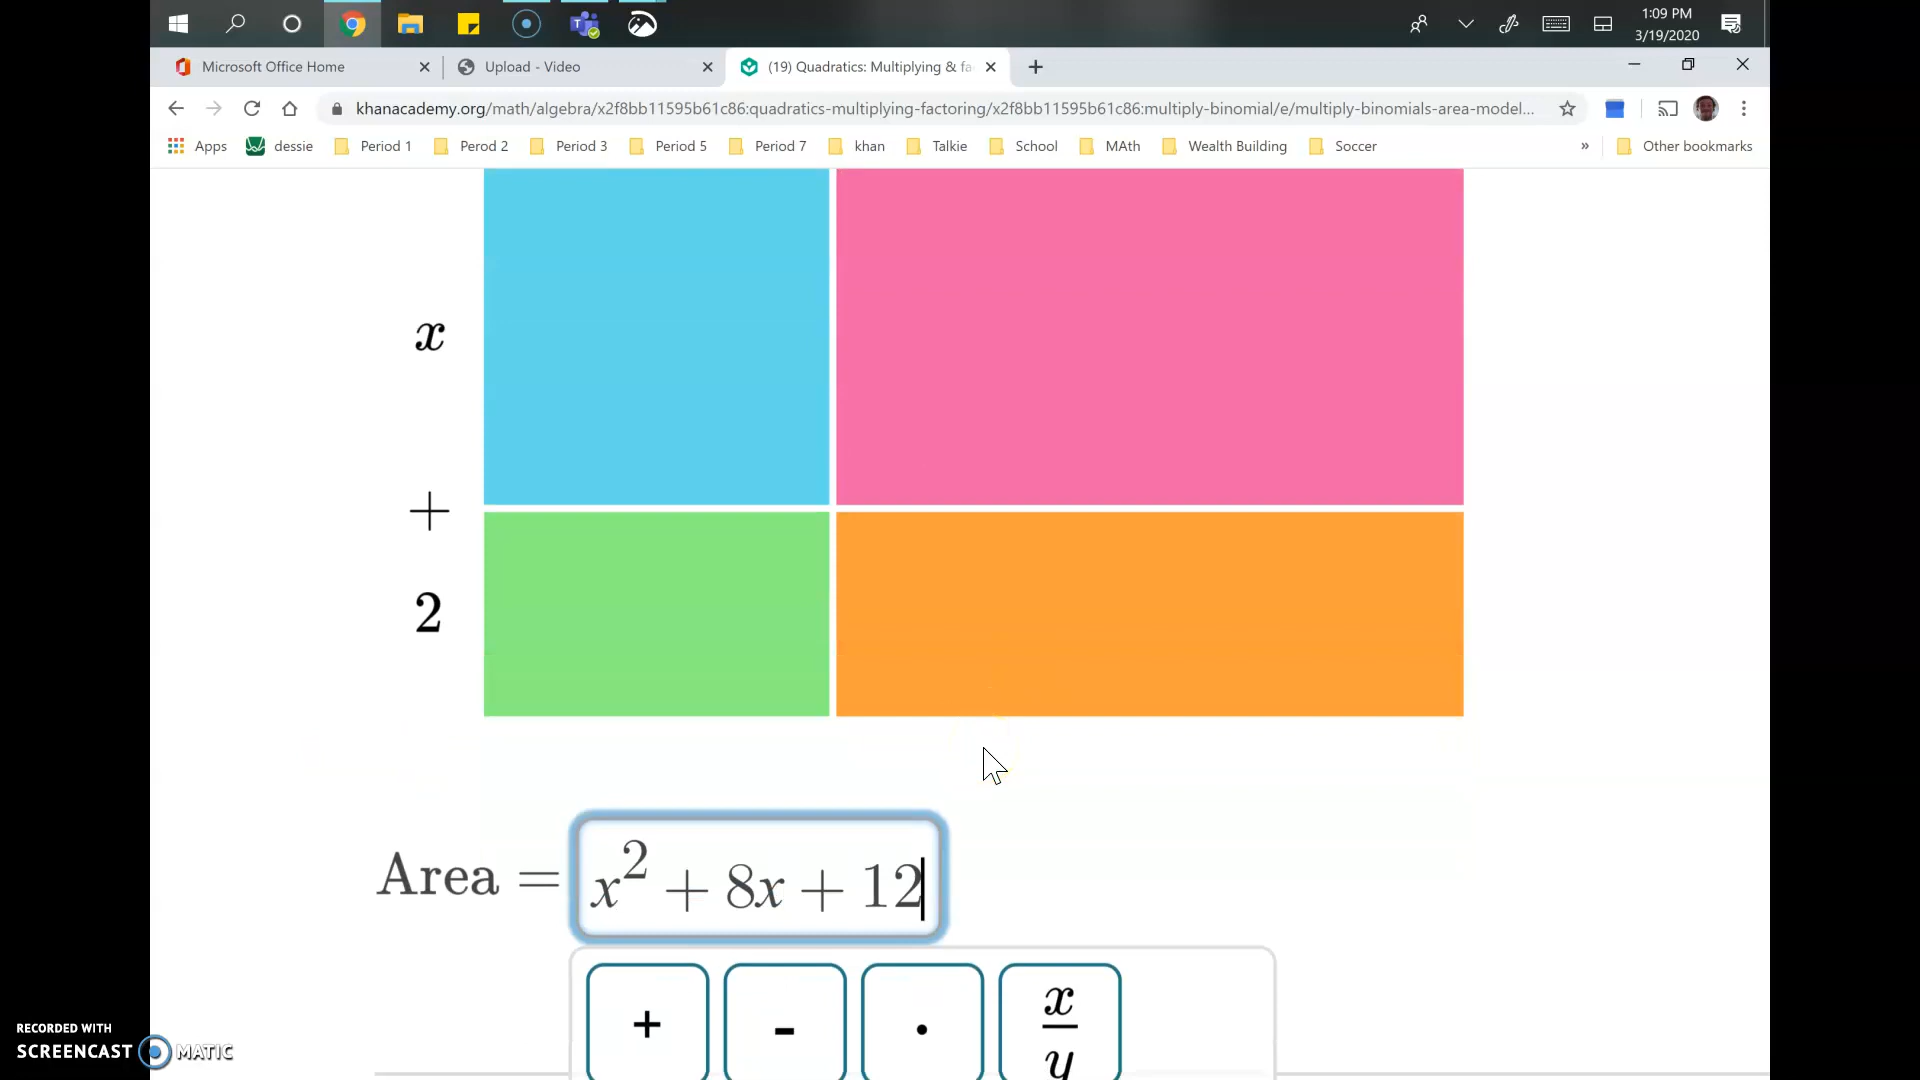 1:09 PM
3/19/2020
Microsoft Office Home
Upload - Video
(19) Quadratics: Multiplying & fa
khanacademy.org/math/algebra/x2f8bb11595b61c86:quadratics-multiplying-factoring/x2f8bb11595b61c86:multiply-binomial/e/multiply-binomials-area-model...
Apps dessie Period 1 Perod 2 Period 3 Period 5 Period 7 khan Talkie School MAth Wealth Building Soccer » Other bookmarks
x
+
2
Area = x² + 8x + 12
+ - · x/y
RECORDED WITH
SCREENCAST MATIC